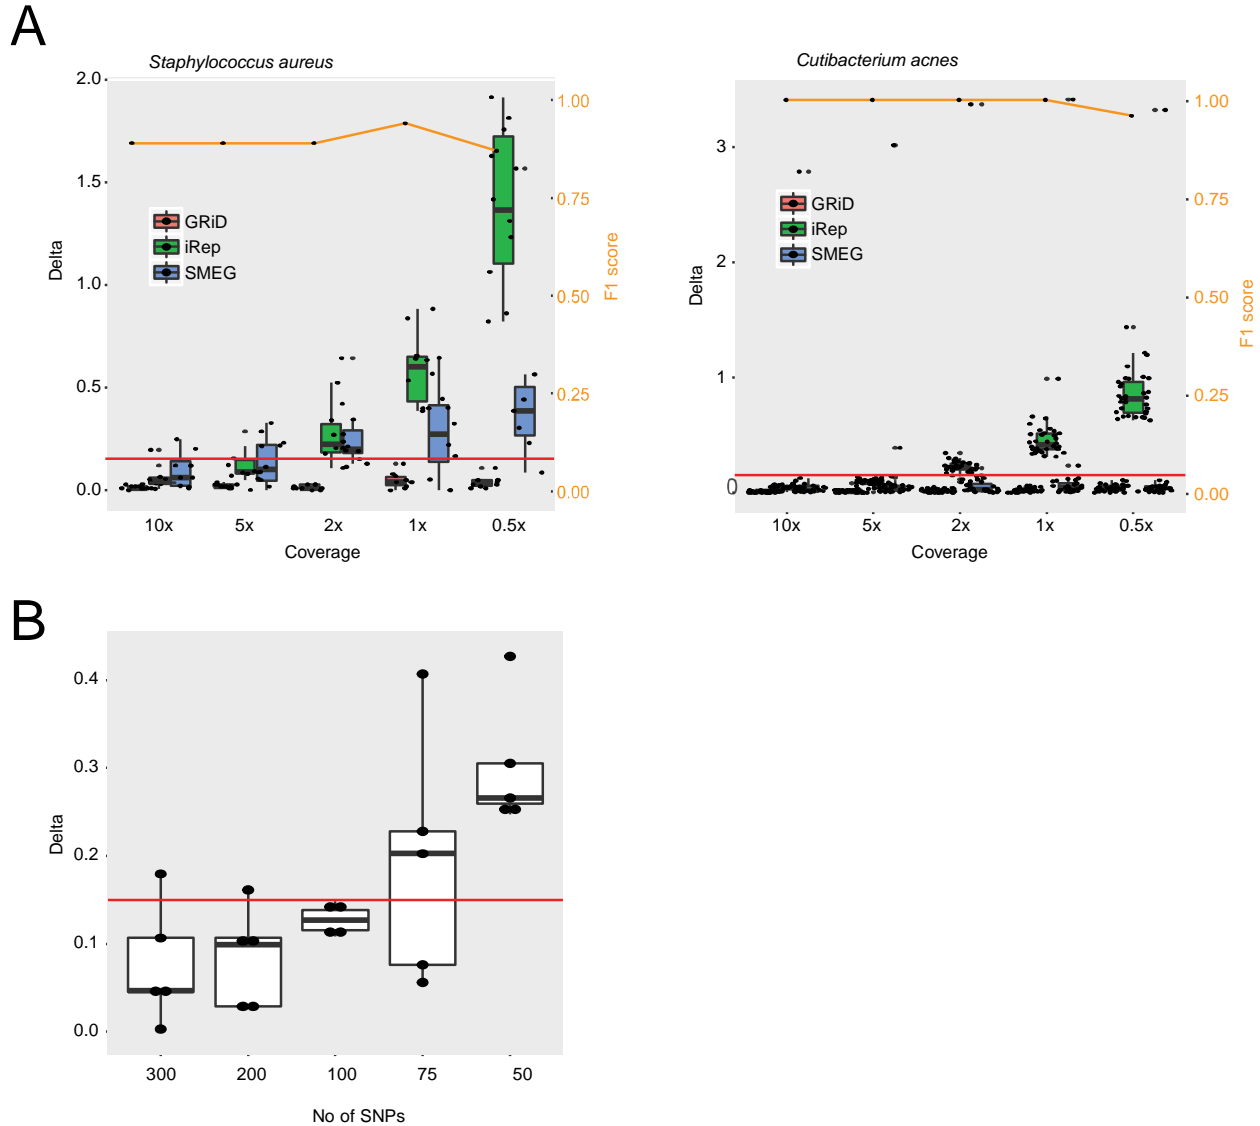 A
Staphylococcus aureus
2.0
1.5
1.0
0.5
0.0
Delta
GRiD
iRep
SMEG
1.00
0.75
0.50
0.25
0.00
F1 score
10x 5x 2x 1x 0.5x
Coverage
Cutibacterium acnes
3
2
1
0
Delta
GRiD
iRep
SMEG
1.00
0.75
0.50
0.25
0.00
F1 score
10x 5x 2x 1x 0.5x
Coverage
B
0.4
0.3
0.2
0.1
0.0
Delta
300 200 100 75 50
No of SNPs